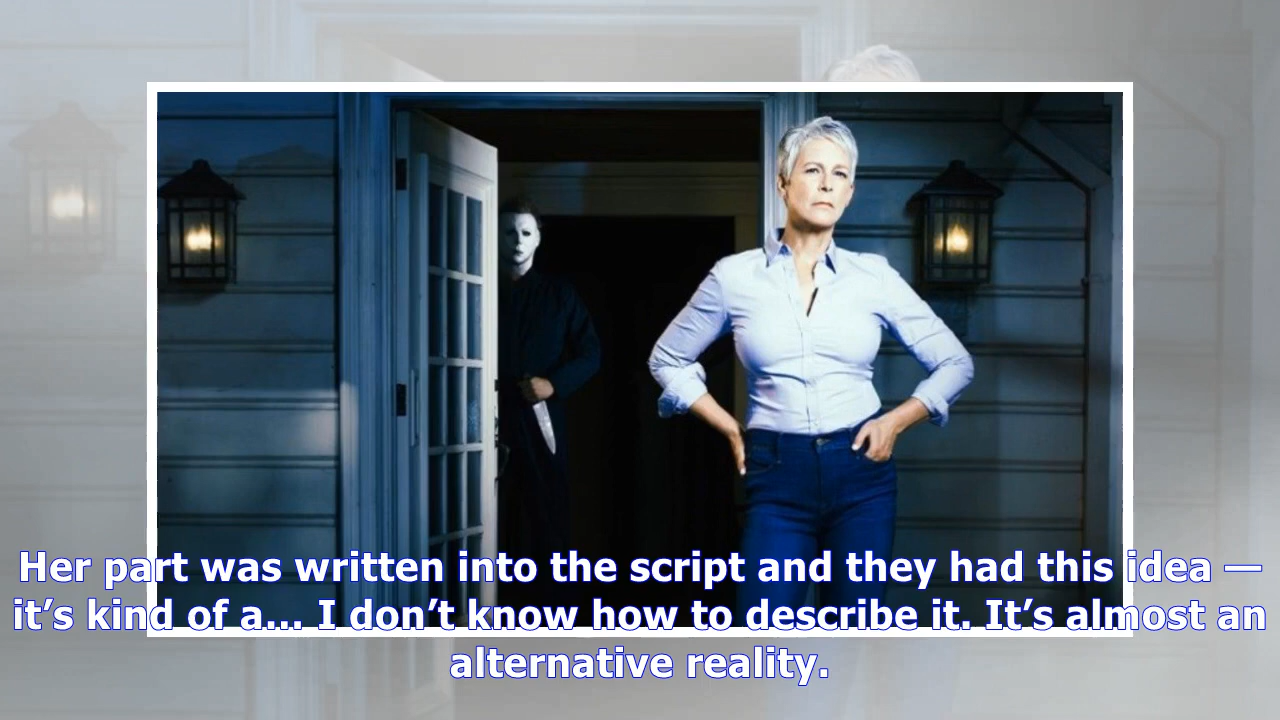 Her part was written into the script and they had this idea —
it’s kind of a... I don’t know how to describe it. It’s almost an
alternative reality.